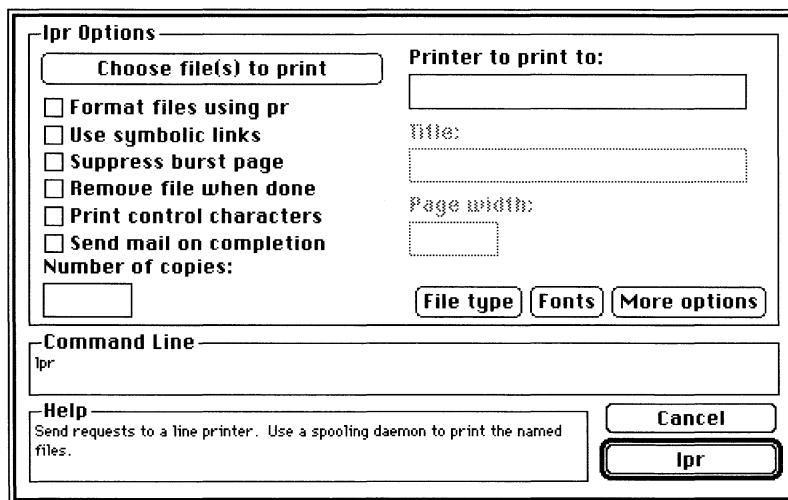 lpr Options
Choose file(s) to print
Format files using pr
Use symbolic links
Suppress burst page
Remove file when done
Print control characters
Send mail on completion
Number of copies:
Printer to print to:
Title:
Page width:
File type
Fonts
More options
Command Line
lpr
Help
Send requests to a line printer. Use a spooling daemon to print the named
files.
Cancel
lpr